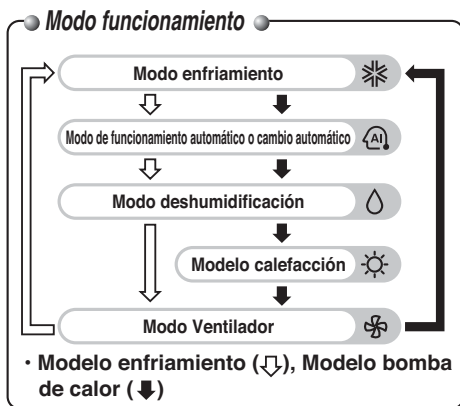 Modo funcionamiento
Modo enfriamiento
Modo de funcionamiento automático o cambio automático
AI
Modo deshumidificación
Modelo calefacción
Modo Ventilador
· Modelo enfriamiento (⇩), Modelo bomba
de calor (⬇)